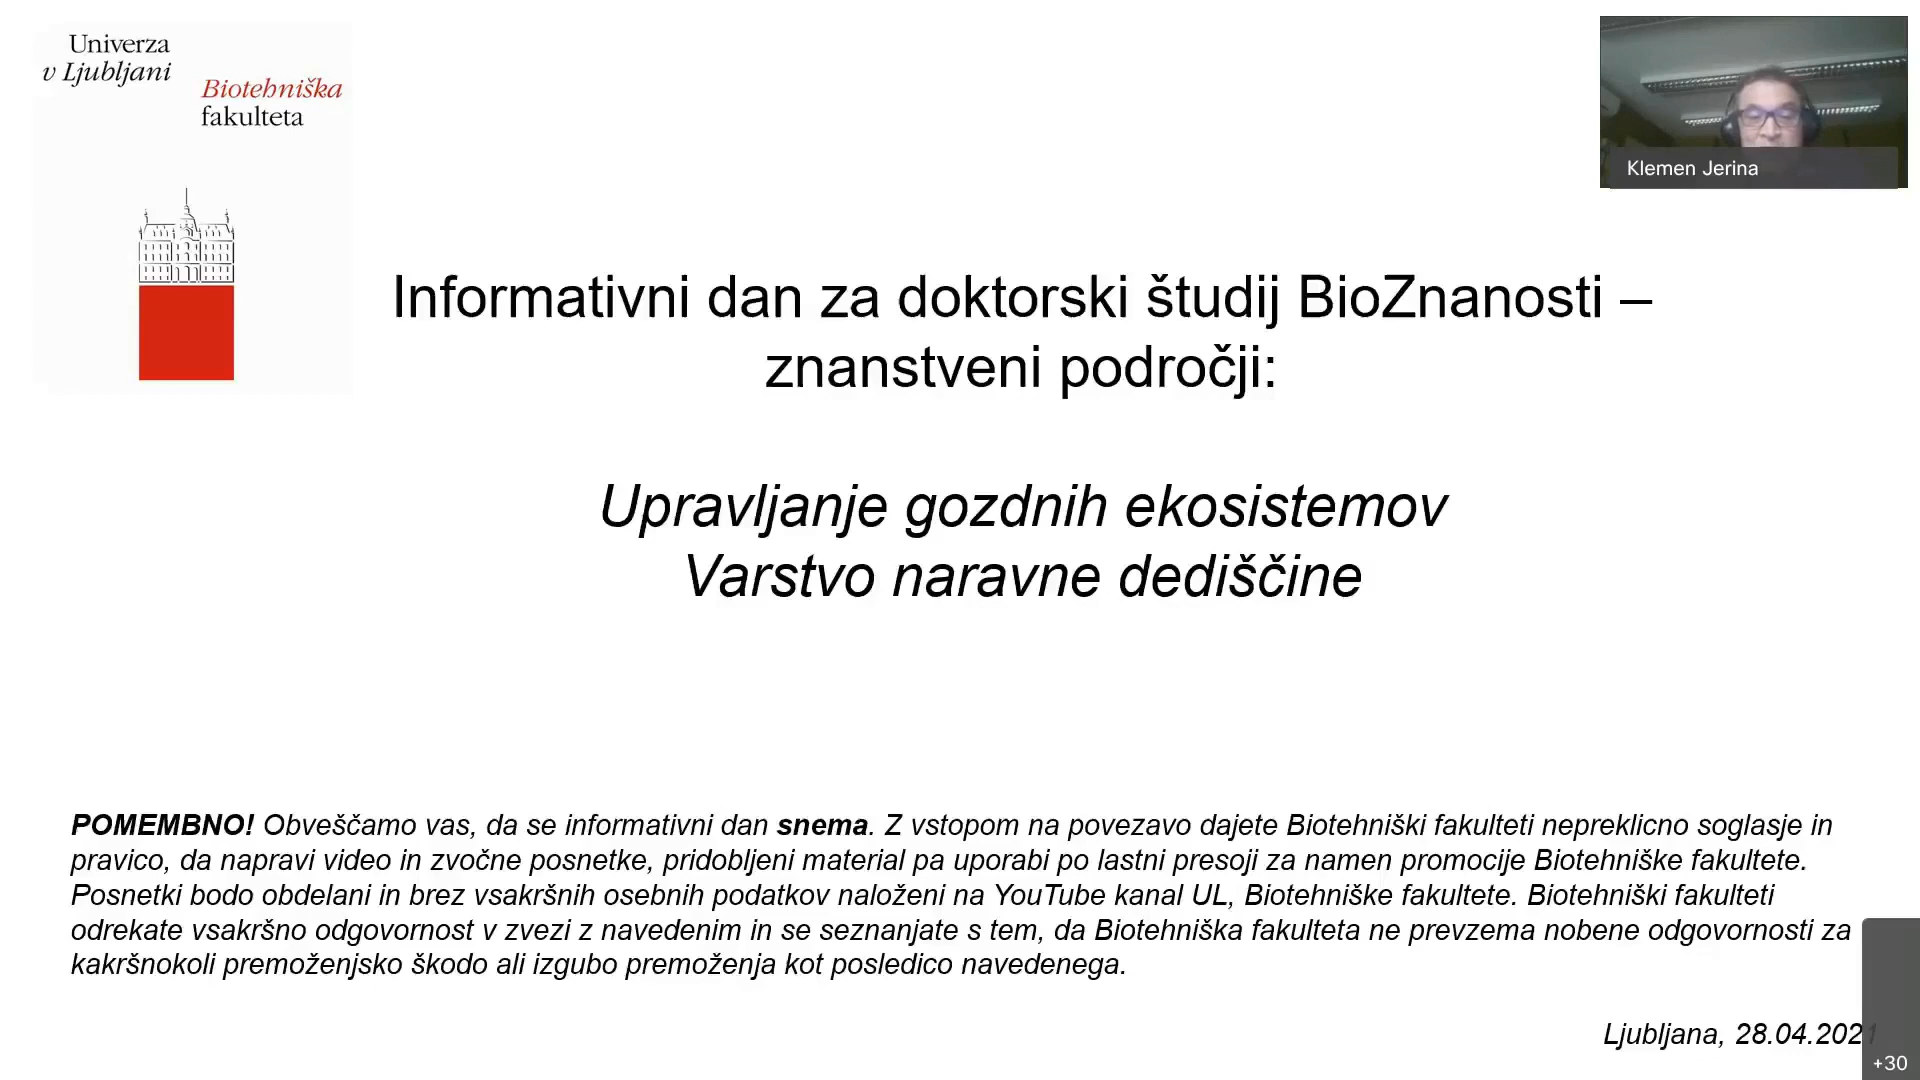 Univerza
v Ljubljani
Biotehniška
fakulteta
Klemen Jerina
Informativni dan za doktorski študij BioZnanosti –
znanstveni področji:
Upravljanje gozdnih ekosistemov
Varstvo naravne dediščine
POMEMBNO! Obveščamo vas, da se informativni dan snema. Z vstopom na povezavo dajete Biotehniški fakulteti nepreklicno soglasje in
pravico, da napravi video in zvočne posnetke, pridobljeni material pa uporabi po lastni presoji za namen promocije Biotehniške fakultete.
Posnetki bodo obdelani in brez vsakršnih osebnih podatkov naloženi na YouTube kanal UL, Biotehniške fakultete. Biotehniški fakulteti
odrekate vsakršno odgovornost v zvezi z navedenim in se seznanjate s tem, da Biotehniška fakulteta ne prevzema nobene odgovornosti za
kakršnokoli premoženjsko škodo ali izgubo premoženja kot posledico navedenega.
Ljubljana, 28.04.2021
+30